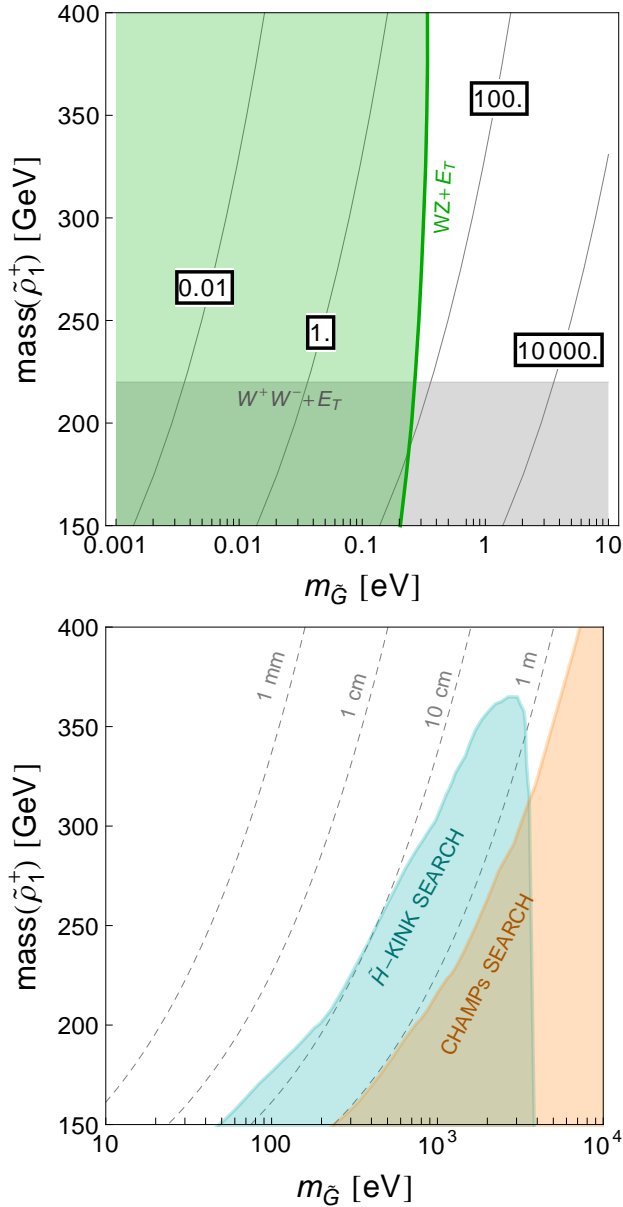 400
350
300
250
200
150
mass(ρ̃₁⁺) [GeV]
100.
WZ+E_T
0.01
1.
10 000.
W⁺W⁻+E_T
0.001
0.01
0.1
1
10
m_G̃ [eV]
400
350
300
250
200
150
mass(ρ̃₁⁺) [GeV]
1 mm
1 cm
10 cm
1 m
H̃-KINK SEARCH
CHAMPs SEARCH
10
100
10³
10⁴
m_G̃ [eV]